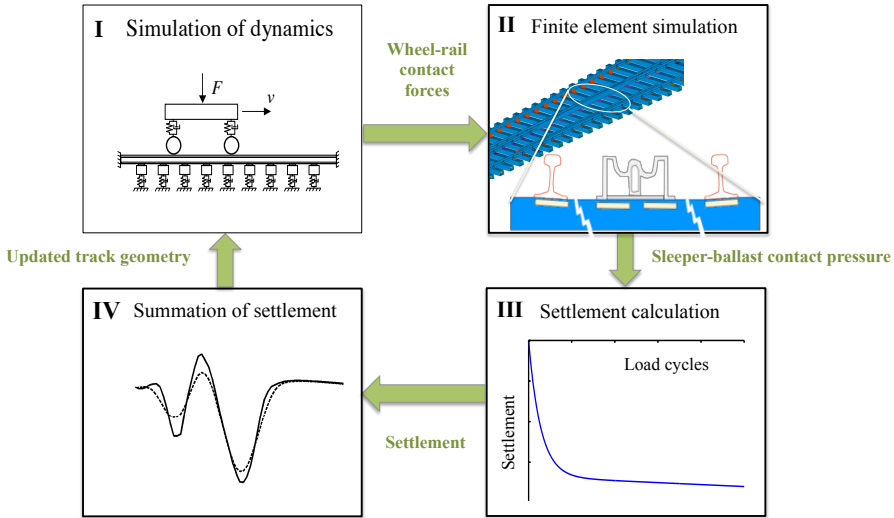 I Simulation of dynamics
F
v
Wheel-rail
contact
forces
II Finite element simulation
Updated track geometry
Sleeper-ballast contact pressure
IV Summation of settlement
Settlement
III Settlement calculation
Load cycles
Settlement